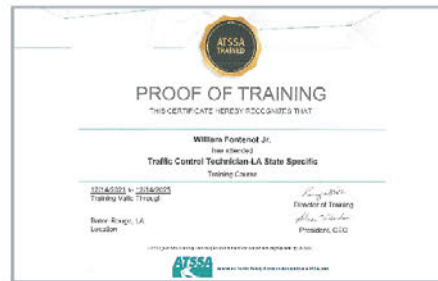 ATSSA
TRAINED
PROOF OF TRAINING
THIS CERTIFICATE HEREBY RECOGNIZES THAT
William Fontenot Jr.
has attended
Traffic Control Technician-LA State Specific
Training Course
Training Valid Through
Director of Training
Baton Rouge, LA
Location
President, CEO
ATSSA